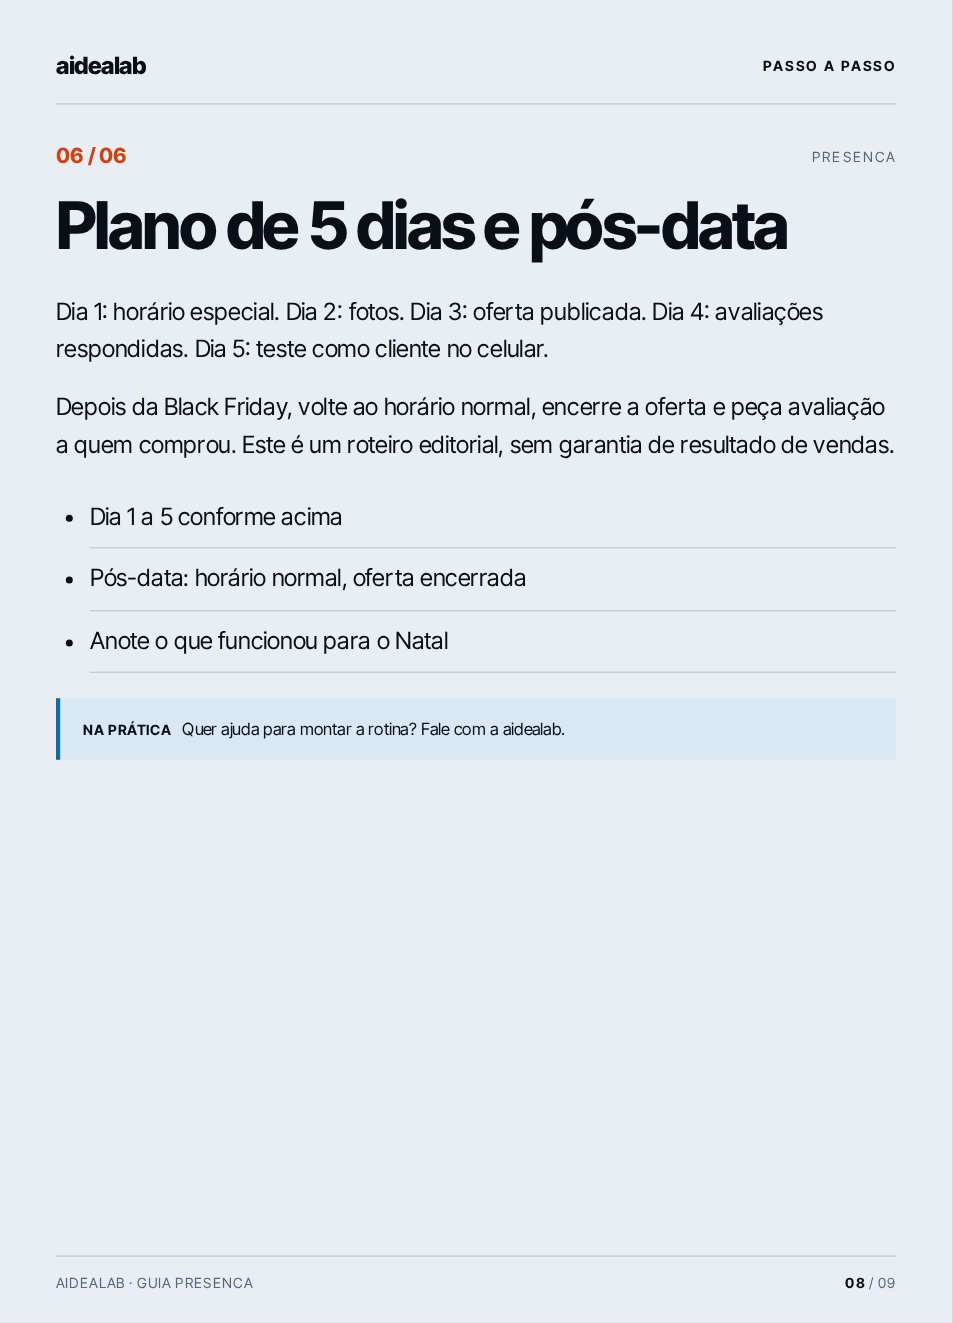 aidealab
PASSO A PASSO
06 / 06
PRESENCA
Plano de 5 dias e pós-data
Dia 1: horário especial. Dia 2: fotos. Dia 3: oferta publicada. Dia 4: avaliações
respondidas. Dia 5: teste como cliente no celular.
Depois da Black Friday, volte ao horário normal, encerre a oferta e peça avaliação
a quem comprou. Este é um roteiro editorial, sem garantia de resultado de vendas.
• Dia 1 a 5 conforme acima
• Pós-data: horário normal, oferta encerrada
• Anote o que funcionou para o Natal
NA PRÁTICA Quer ajuda para montar a rotina? Fale com a aidealab.
AIDEALAB · GUIA PRESENCA
08 / 09